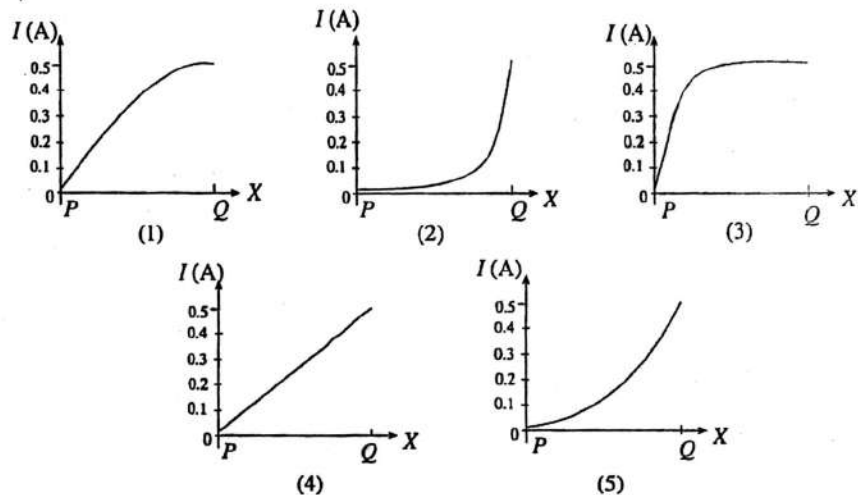 I (A) I (A) I (A)
0.5 0.5 0.5
0.4 0.4 0.4
0.3 0.3 0.3
0.2 0.2 0.2
0.1 0.1 0.1
0 P Q X 0 P Q X 0 P Q X
(1) (2) (3)
I (A) I (A)
0.5 0.5
0.4 0.4
0.3 0.3
0.2 0.2
0.1 0.1
0 P Q X 0 P Q X
(4) (5)